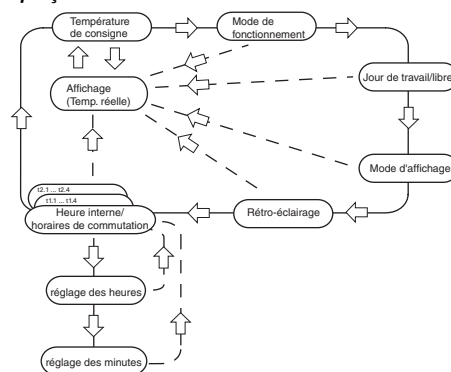 Température
de consigne
Mode de
fonctionnement
Affichage
(Temp. réelle)
Jour de travail/libre
Mode d'affichage
t2.1 ... t2.4
t1.1 ... t1.4
Heure interne/
horaires de commutation
Rétro-éclairage
réglage des heures
réglage des minutes